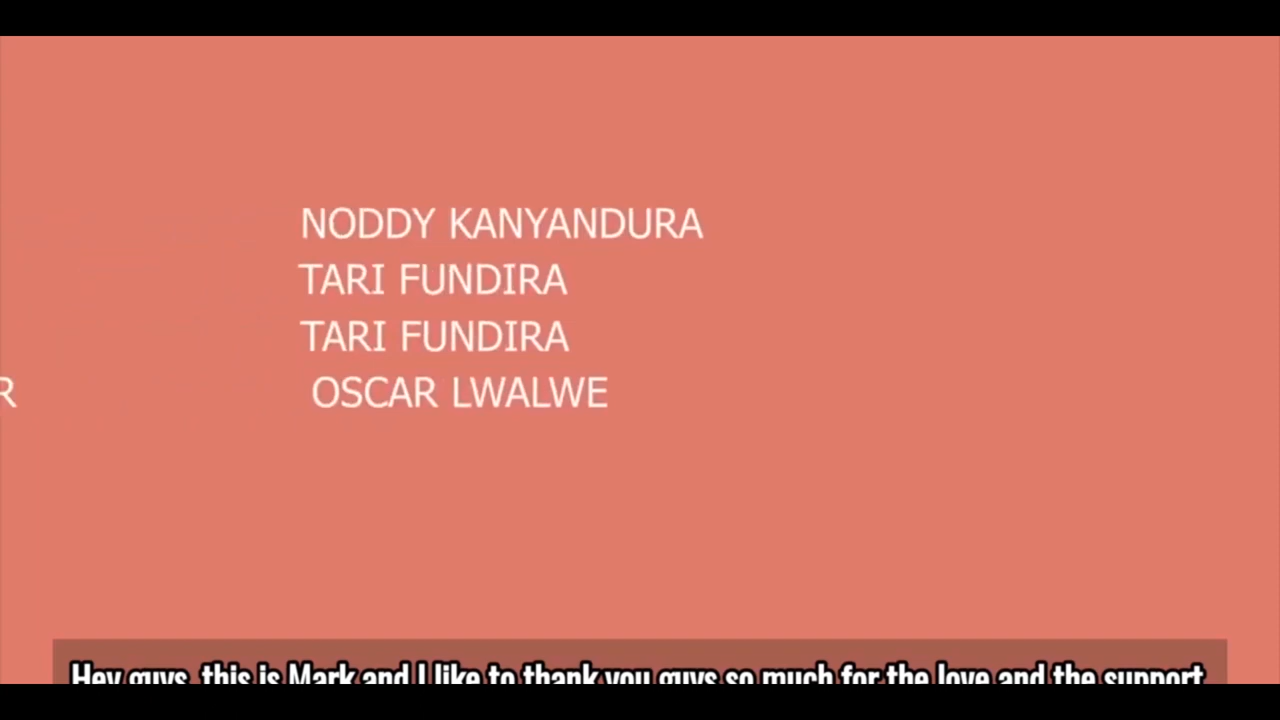 NODDY KANYANDURA
TARI FUNDIRA
TARI FUNDIRA
R OSCAR LWALWE
Hey guys, this is Mark and I like to thank you guys so much for the love and the support